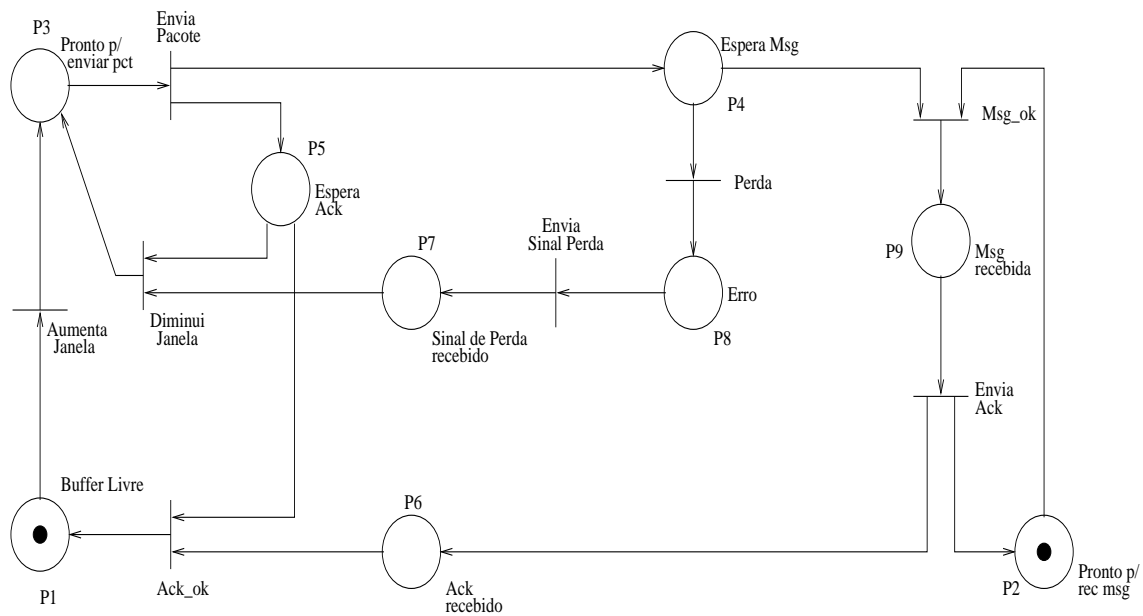 P3
Pronto p/
enviar pct
Envia
Pacote
Espera Msg
P4
Msg_ok
P5
Espera
Ack
Perda
Envia
Sinal Perda
P7
P9
Msg
recebida
Erro
P8
Aumenta
Janela
Diminui
Janela
Sinal de Perda
recebido
Envia
Ack
Buffer Livre
P6
P1
Ack_ok
Ack
recebido
P2
Pronto p/
rec msg